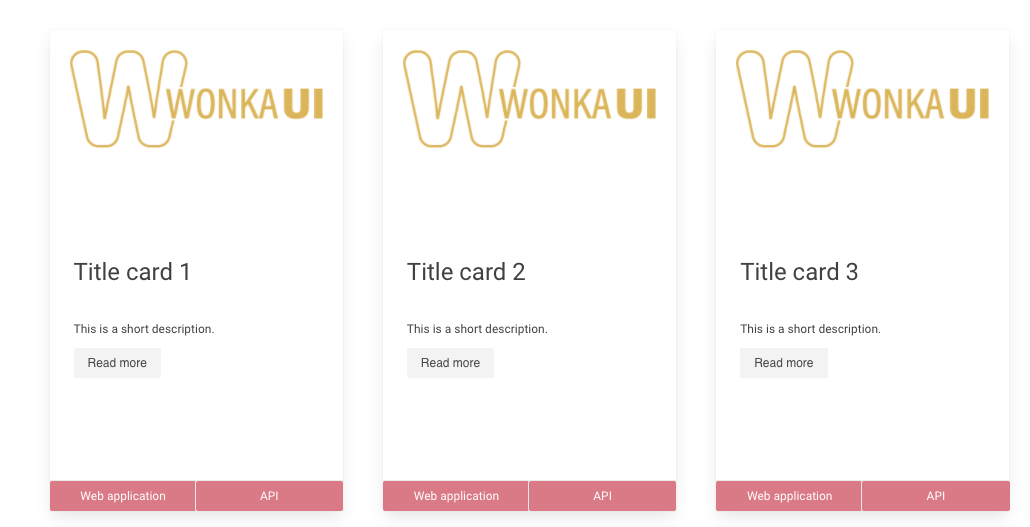 W WONKA UI
Title card 1
This is a short description.
Read more
Web application
API
W WONKA UI
Title card 2
This is a short description.
Read more
Web application
API
W WONKA UI
Title card 3
This is a short description.
Read more
Web application
API